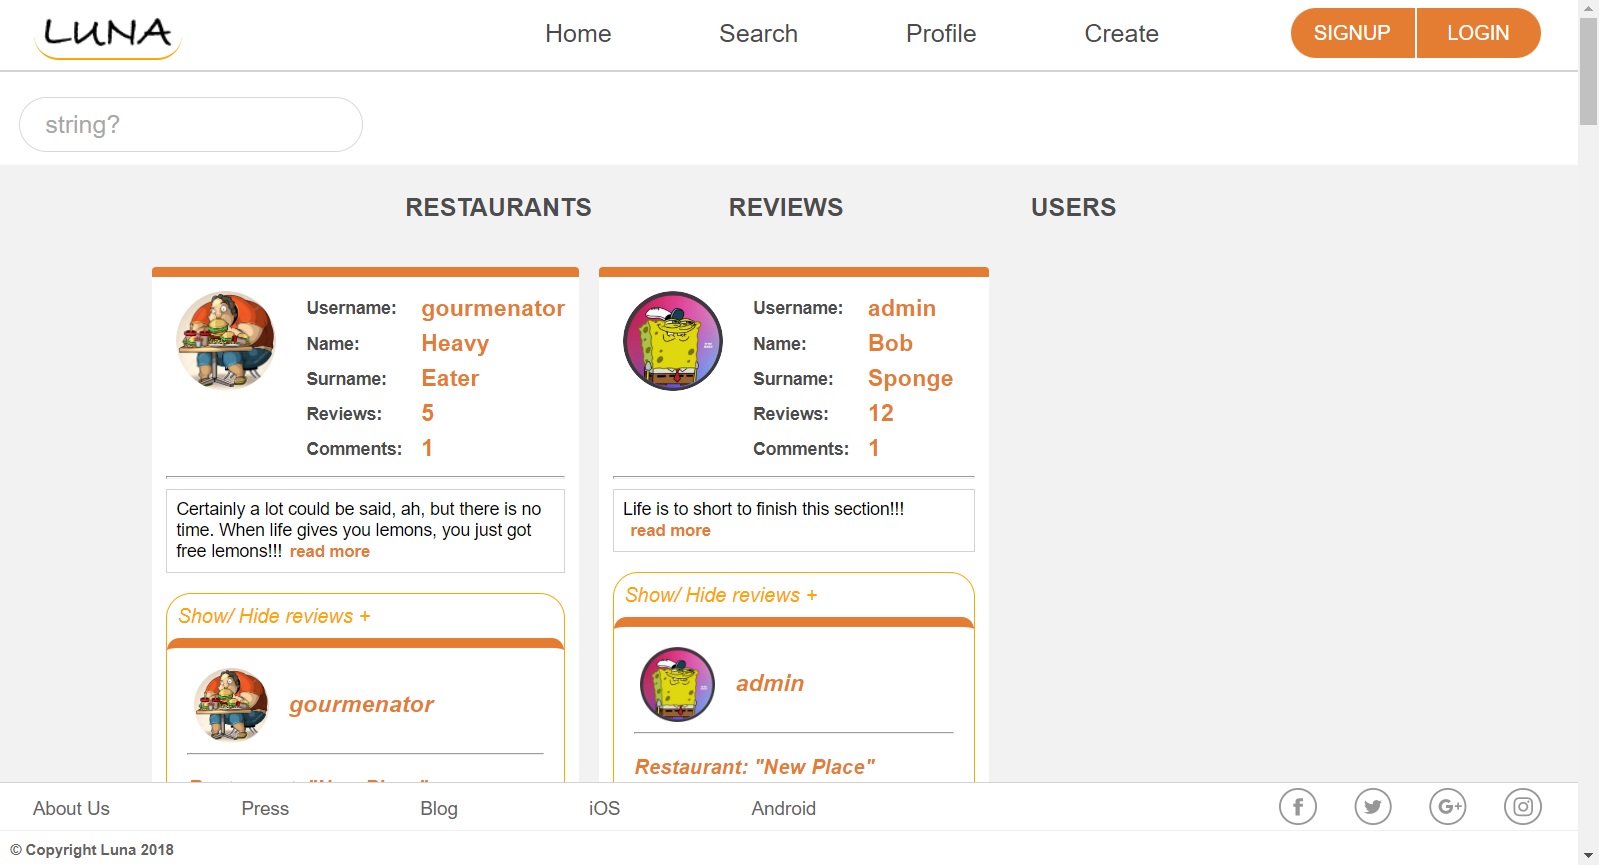 LUNA
Home Search Profile Create SIGNUP LOGIN
string?
RESTAURANTS REVIEWS USERS
Username: gourmenator
Name: Heavy
Surname: Eater
Reviews: 5
Comments: 1
Certainly a lot could be said, ah, but there is no
time. When life gives you lemons, you just got
free lemons!!! read more
Show/ Hide reviews +
gourmenator
Username: admin
Name: Bob
Surname: Sponge
Reviews: 12
Comments: 1
Life is to short to finish this section!!!
read more
Show/ Hide reviews +
admin
Restaurant: "New Place"
About Us Press Blog iOS Android
© Copyright Luna 2018